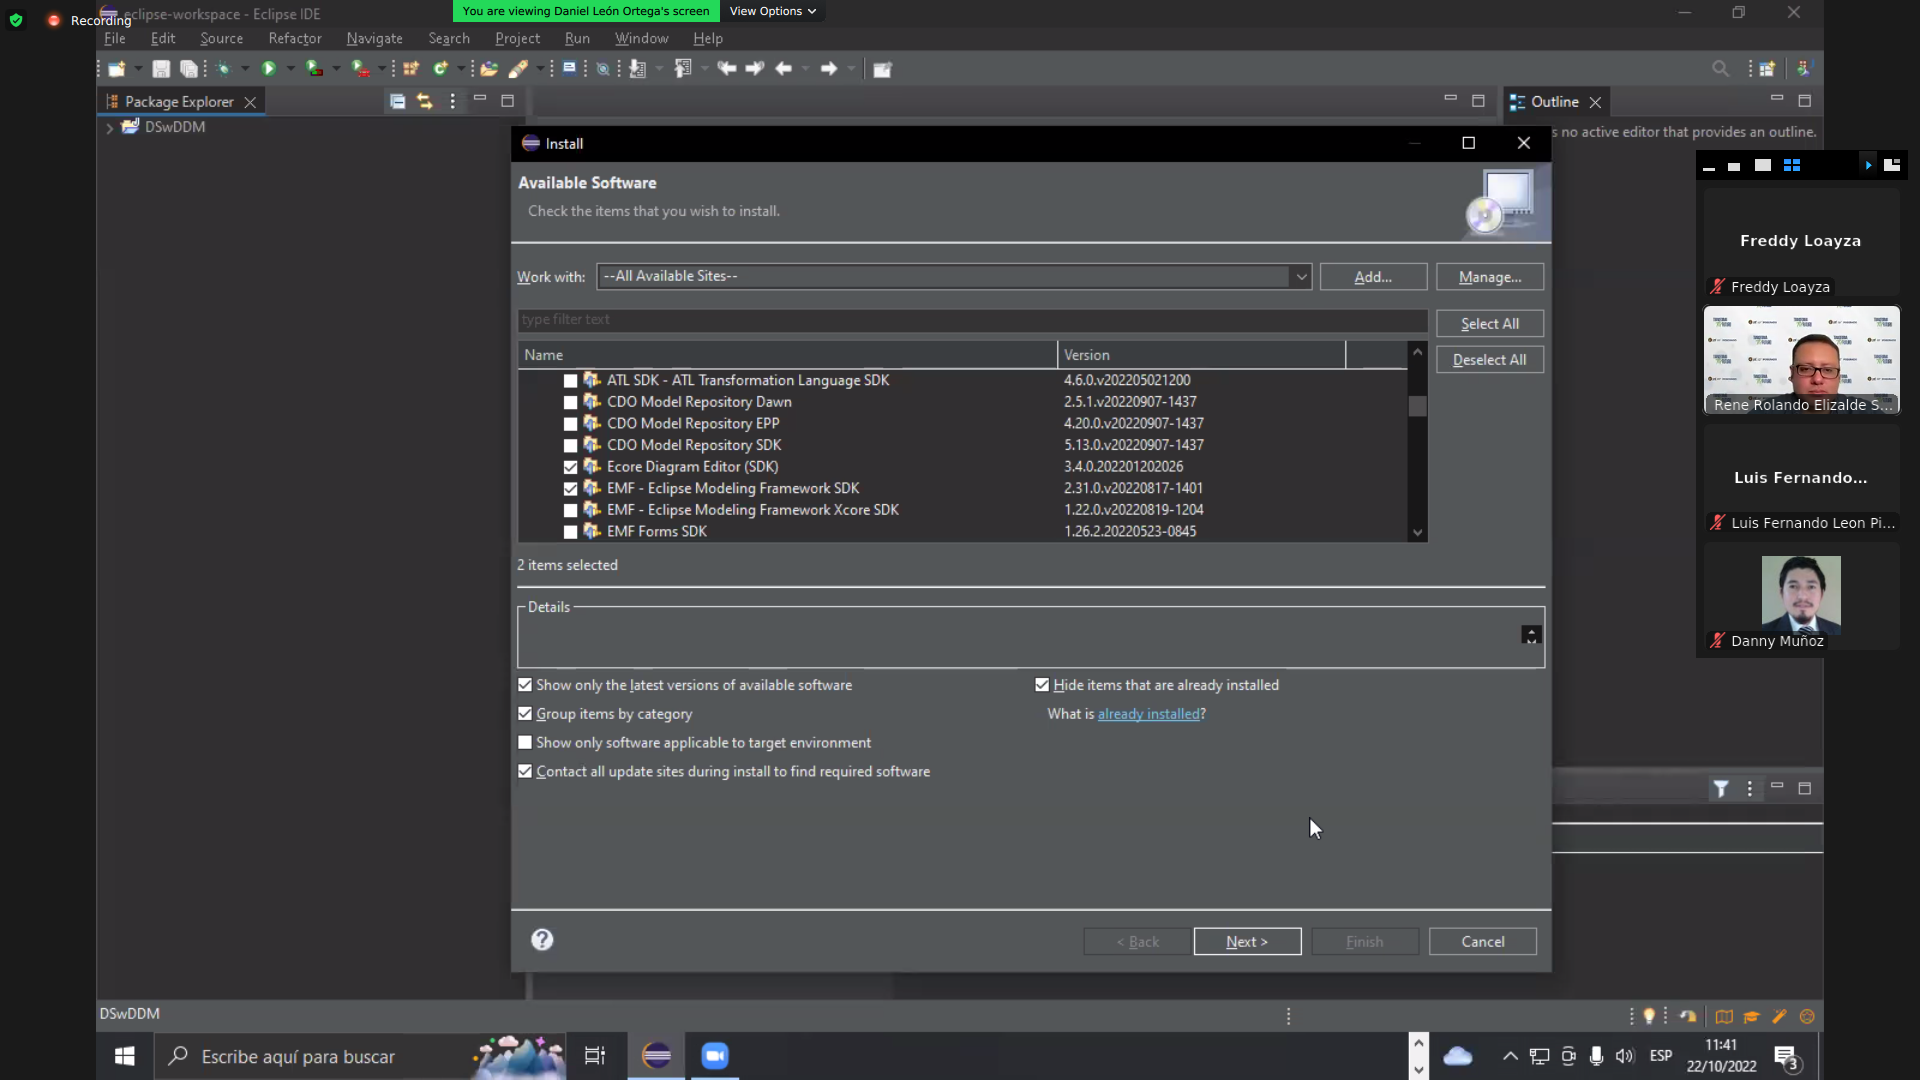 Recording
eclipse-workspace - Eclipse IDE
You are viewing Daniel León Ortega's screen
View Options
File Edit Source Refactor Navigate Search Project Run Window Help
Package Explorer
Outline
DSwDDM
s no active editor that provides an outline.
Install
Available Software
Check the items that you wish to install.
Work with: --All Available Sites-- Add... Manage...
type filter text
Select All
Deselect All
Name Version
ATL SDK - ATL Transformation Language SDK 4.6.0.v202205021200
CDO Model Repository Dawn 2.5.1.v20220907-1437
CDO Model Repository EPP 4.20.0.v20220907-1437
CDO Model Repository SDK 5.13.0.v20220907-1437
Ecore Diagram Editor (SDK) 3.4.0.202201202026
EMF - Eclipse Modeling Framework SDK 2.31.0.v20220817-1401
EMF - Eclipse Modeling Framework Xcore SDK 1.22.0.v20220819-1204
EMF Forms SDK 1.26.2.20220523-0845
2 items selected
Details
Show only the latest versions of available software
Hide items that are already installed
Group items by category
What is already installed?
Show only software applicable to target environment
Contact all update sites during install to find required software
< Back Next > Finish Cancel
Freddy Loayza
Freddy Loayza
Rene Rolando Elizalde S...
Luis Fernando...
Luis Fernando Leon Pi...
Danny Muñoz
DSwDDM
Escribe aquí para buscar
ESP
11:41
22/10/2022
3